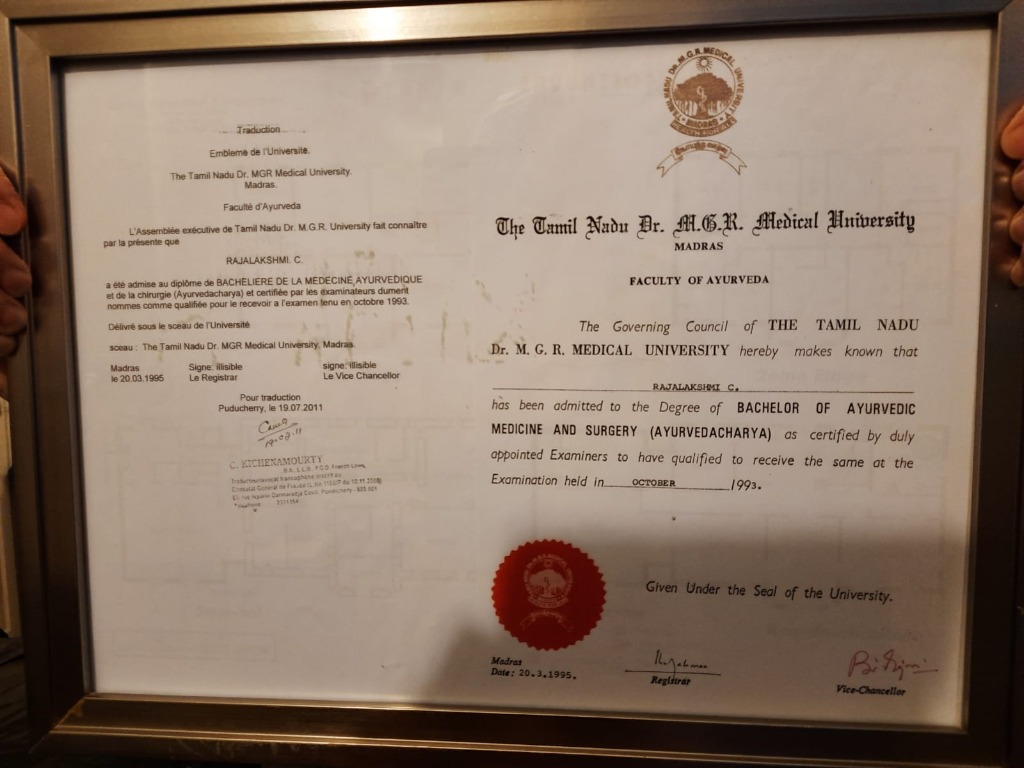 Traduction
Emblème de l'Université.
The Tamil Nadu Dr. MGR Medical University.
Madras.
Faculté d'Ayurveda
L'Assemblée exécutive de Tamil Nadu Dr. M.G.R. University fait connaître
par la présente que
RAJALAKSHMI. C.
a été admise au diplôme de BACHELIERE DE LA MEDECINE AYURVEDIQUE
et de la chirurgie (Ayurvedacharya) et certifiée par les examinateurs dument
nommes comme qualifiée pour le recevoir a l'examen tenu en octobre 1993.
Délivré sous le sceau de l'Université
sceau : The Tamil Nadu Dr. MGR Medical University, Madras.
Madras Signe: illisible signe: illisible
le 20.03.1995 Le Registrar Le Vice Chancellor
Pour traduction
Puducherry, le 19.07.2011
C. KICHENAMOURTY
MADRAS
The Tamil Nadu Dr. M.G.R. Medical University
MADRAS
FACULTY OF AYURVEDA
The Governing Council of THE TAMIL NADU
Dr. M. G. R. MEDICAL UNIVERSITY hereby makes known that
RAJALAKSHMI C.
has been admitted to the Degree of BACHELOR OF AYURVEDIC
MEDICINE AND SURGERY (AYURVEDACHARYA) as certified by duly
appointed Examiners to have qualified to receive the same at the
Examination held in OCTOBER 1993.
Given Under the Seal of the University.
Madras
Date: 20.3.1995.
Registrar
Vice-Chancellor